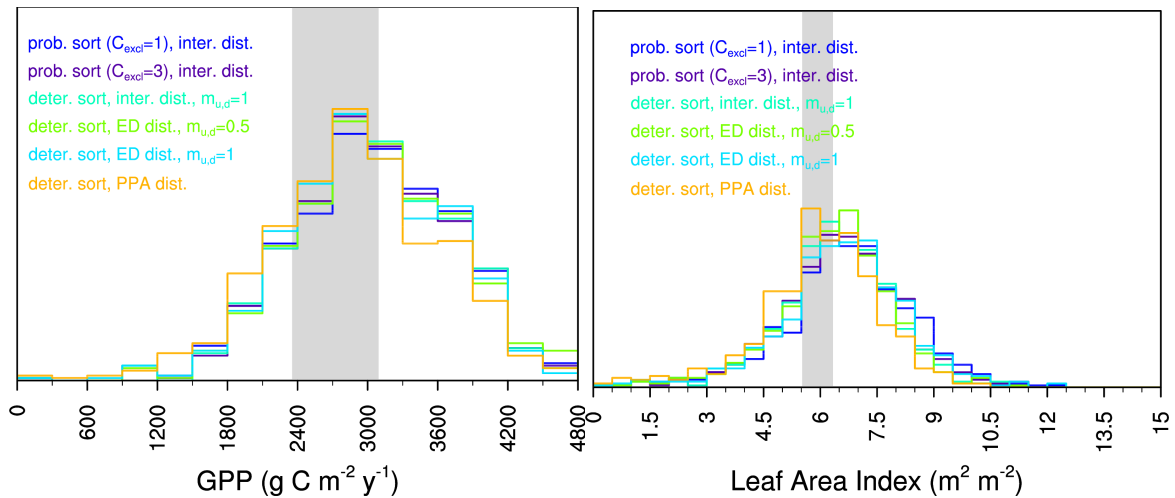 prob. sort (Cexcl=1), inter. dist.
prob. sort (Cexcl=3), inter. dist.
deter. sort, inter. dist., mu,d=1
deter. sort, ED dist., mu,d=0.5
deter. sort, ED dist., mu,d=1
deter. sort, PPA dist.
0 600 1200 1800 2400 3000 3600 4200 4800
GPP (g C m-2 y-1)
prob. sort (Cexcl=1), inter. dist.
prob. sort (Cexcl=3), inter. dist.
deter. sort, inter. dist., mu,d=1
deter. sort, ED dist., mu,d=0.5
deter. sort, ED dist., mu,d=1
deter. sort, PPA dist.
0 1.5 3 4.5 6 7.5 9 10.5 12 13.5 15
Leaf Area Index (m2 m-2)